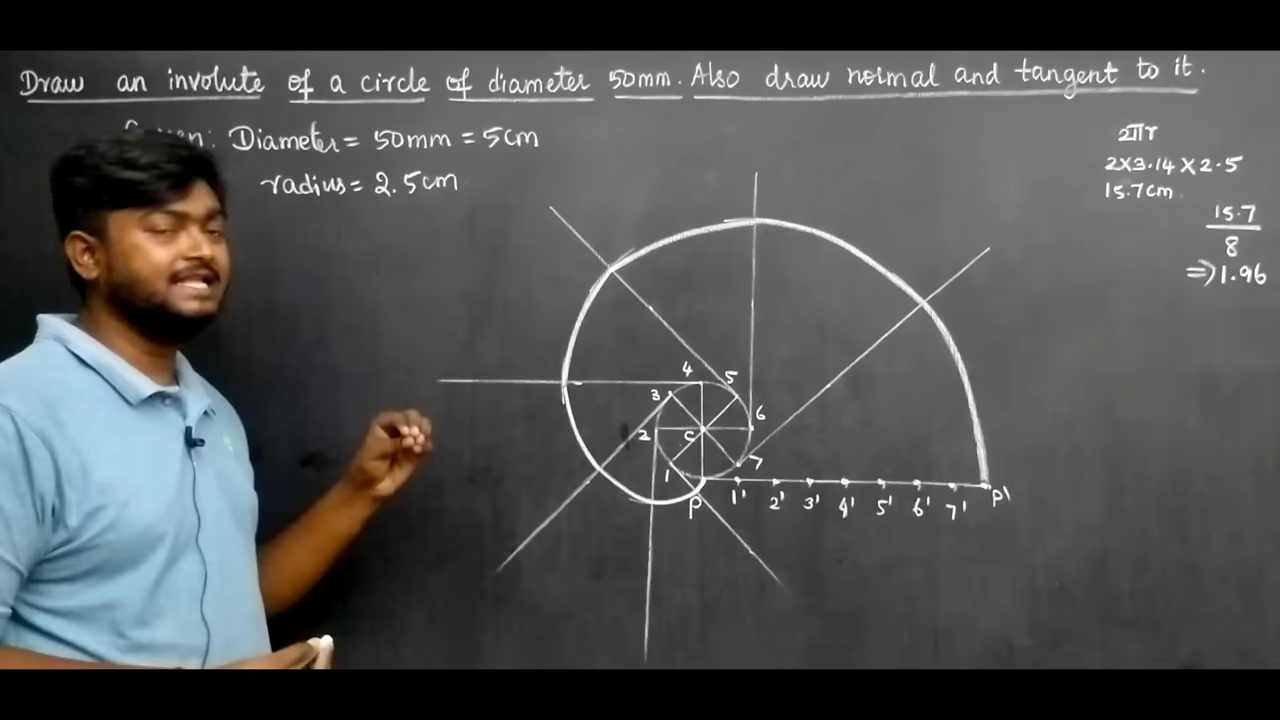 Draw an involute of a circle of diameter 50mm. Also draw normal and tangent to it.
Diameter = 50mm = 5cm
radius = 2.5cm
2πr
2x3.14 x 2.5
15.7cm
15.7
8
⇒ 1.96
4 5
3
6
2 C
7
1
P 1' 2' 3' 4' 5' 6' 7' P'